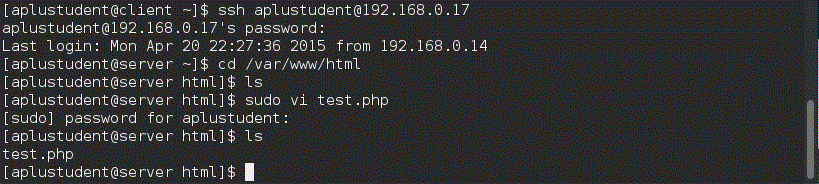 [aplustudent@client ~]$ ssh aplustudent@192.168.0.17
aplustudent@192.168.0.17's password:
Last login: Mon Apr 20 22:27:36 2015 from 192.168.0.14
[aplustudent@server ~]$ cd /var/www/html
[aplustudent@server html]$ ls
[aplustudent@server html]$ sudo vi test.php
[sudo] password for aplustudent:
[aplustudent@server html]$ ls
test.php
[aplustudent@server html]$